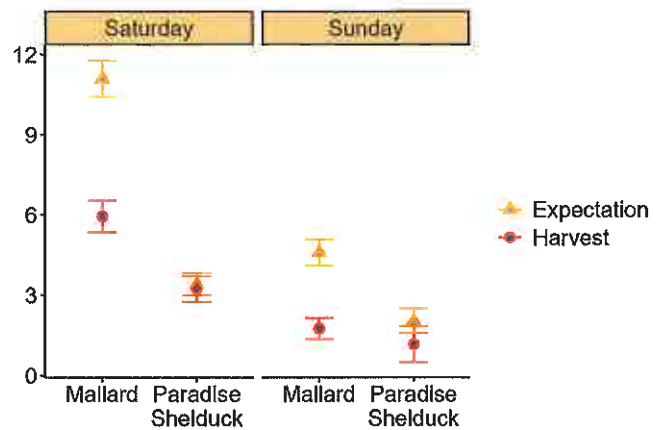 Saturday
Sunday
12
9
6
3
0
Expectation
Harvest
Mallard
Paradise
Shelduck
Mallard
Paradise
Shelduck